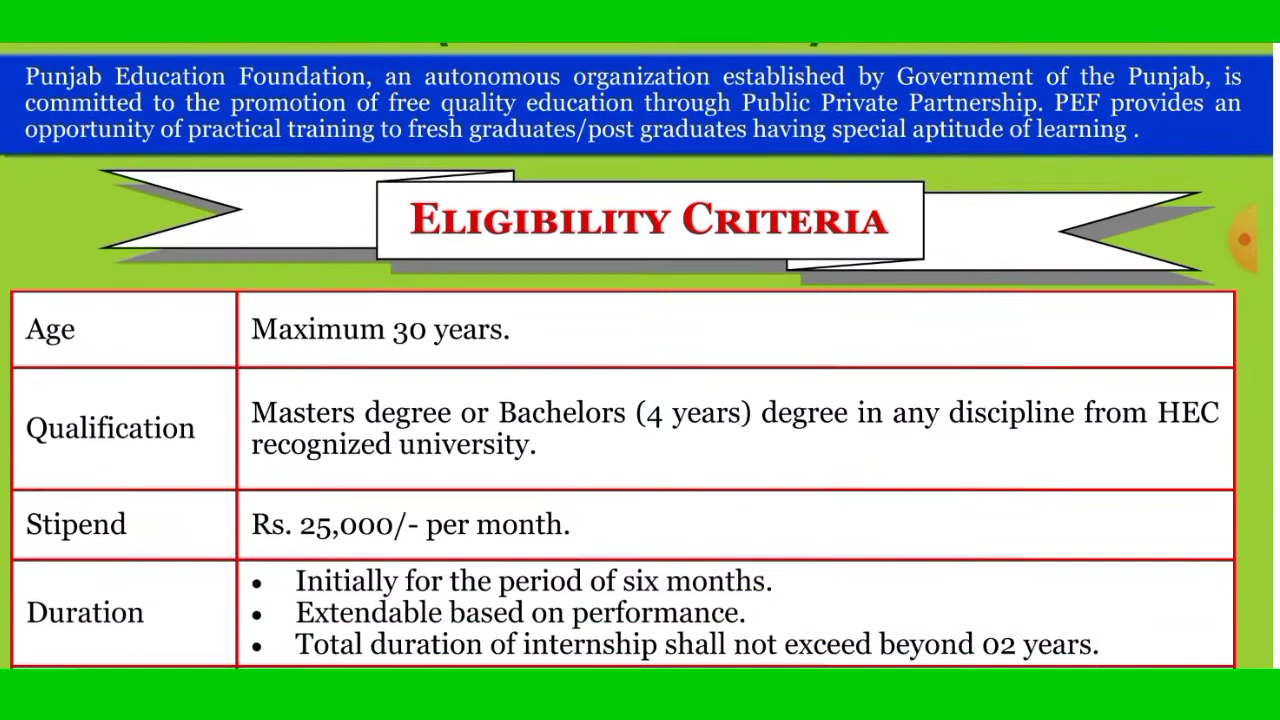 Punjab Education Foundation, an autonomous organization established by Government of the Punjab, is
committed to the promotion of free quality education through Public Private Partnership. PEF provides an
opportunity of practical training to fresh graduates/post graduates having special aptitude of learning .
ELIGIBILITY CRITERIA
Age
Maximum 30 years.
Qualification
Masters degree or Bachelors (4 years) degree in any discipline from HEC
recognized university.
Stipend
Rs. 25,000/- per month.
Duration
• Initially for the period of six months.
• Extendable based on performance.
• Total duration of internship shall not exceed beyond 02 years.